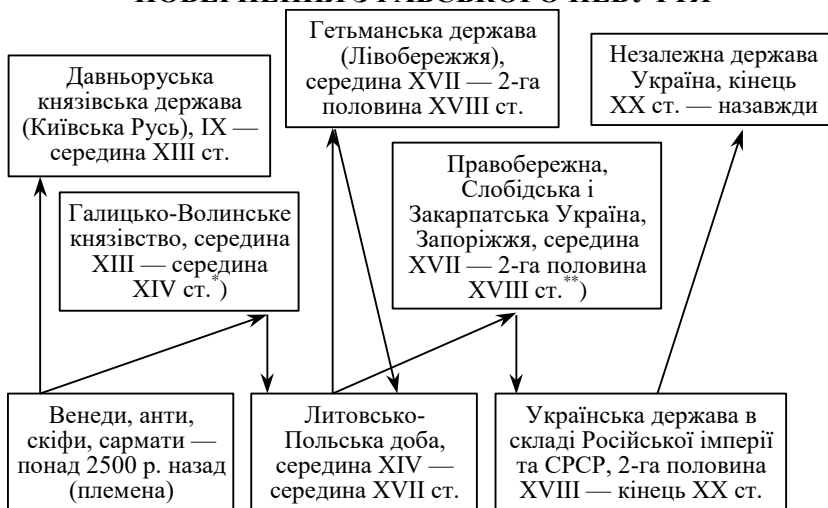 Гетьманська держава
(Лівобережжя),
середина XVII — 2-га
половина XVIII ст.
Незалежна держава
Україна, кінець
XX ст. — назавжди
Давньоруська
князівська держава
(Київська Русь), IX —
середина XIII ст.
Правобережна,
Слобідська і
Закарпатська Україна,
Запоріжжя, середина
XVII — 2-га половина
XVIII ст.**)
Галицько-Волинське
князівство, середина
XIII — середина
XIV ст.*)
Венеди, анти,
скіфи, сармати —
понад 2500 р. назад
(племена)
Литовсько-
Польська доба,
середина XIV —
середина XVII ст.
Українська держава в
складі Російської імперії
та СРСР, 2-га половина
XVIII — кінець XX ст.